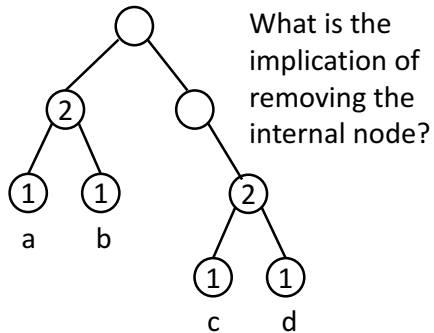 What is the
implication of
removing the
internal node?
2
1
1
2
a
b
1
1
c
d